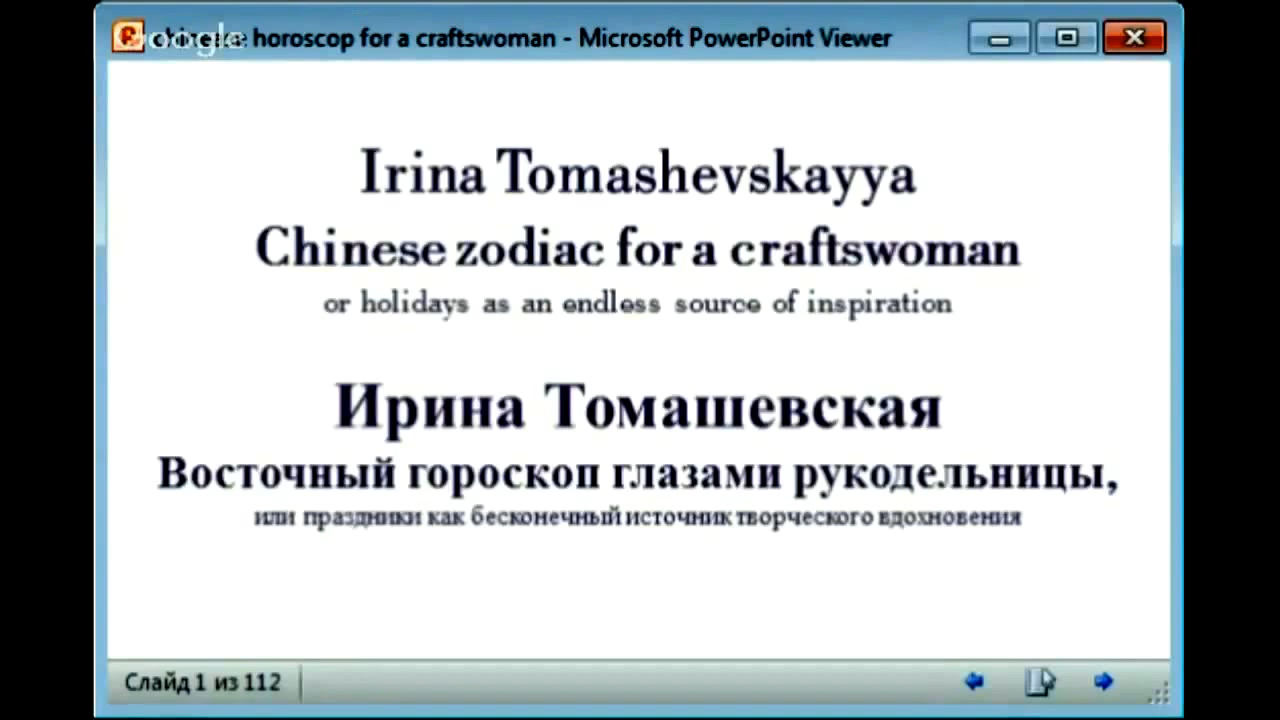 Google
horoscop for a craftswoman - Microsoft PowerPoint Viewer
Irina Tomashevskayya
Chinese zodiac for a craftswoman
or holidays as an endless source of inspiration
Ирина Томашевская
Восточный гороскоп глазами рукодельницы,
или праздники как бесконечный источник творческого вдохновения
Слайд 1 из 112